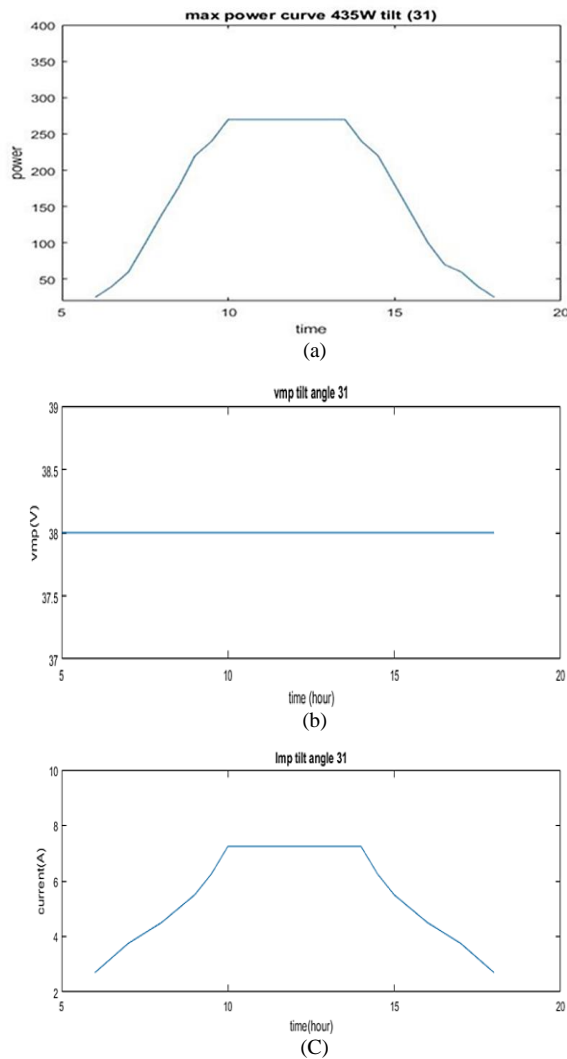 max power curve 435W tilt (31)
400
350
300
250
200
150
100
50
power
5
10
15
20
time
(a)
vmp tilt angle 31
39
38.5
38
37.5
37
vmp(V)
5
10
15
20
time (hour)
(b)
Imp tilt angle 31
10
8
6
4
2
current(A)
5
10
15
20
time(hour)
(C)